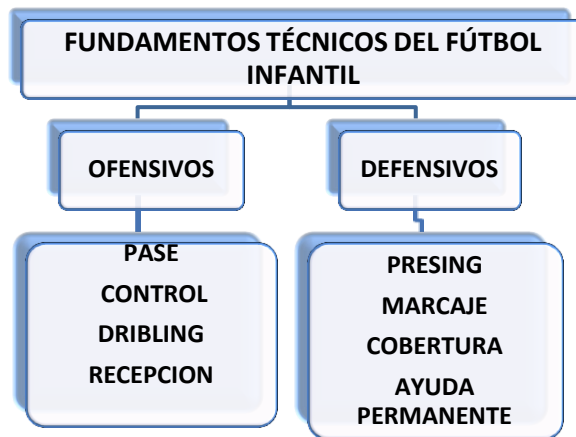 FUNDAMENTOS TÉCNICOS DEL FÚTBOL
INFANTIL
OFENSIVOS
DEFENSIVOS
PASE
CONTROL
DRIBLING
RECEPCION
PRESING
MARCAJE
COBERTURA
AYUDA
PERMANENTE